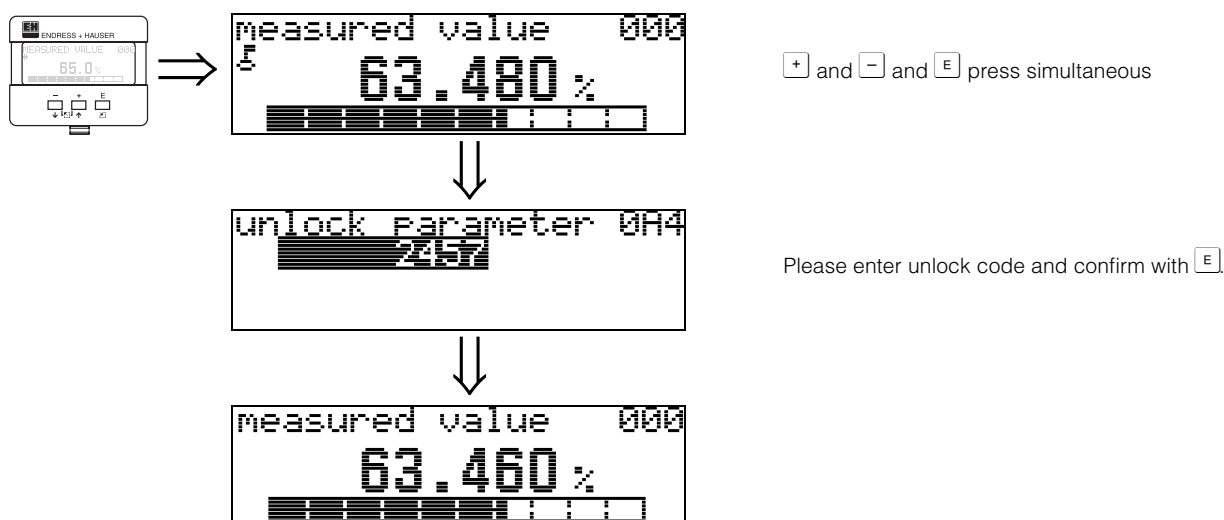 EH ENDRESS + HAUSER
MEASURED VALUE 000
65.0 %
- + E
measured value 000
63.480 %
+ and - and E press simultaneous
unlock parameter 0A4
2457
Please enter unlock code and confirm with E.
measured value 000
63.460 %